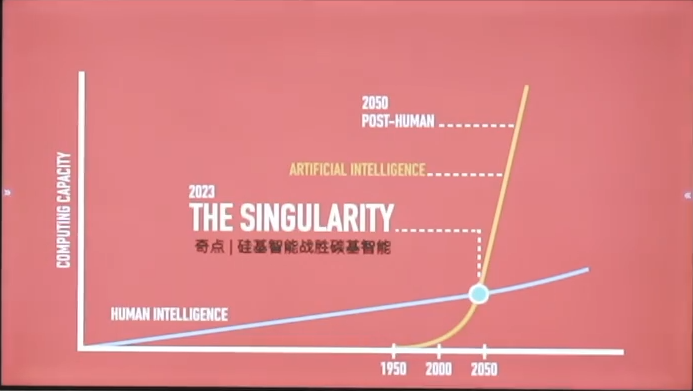 2050
POST-HUMAN
ARTIFICIAL INTELLIGENCE
2023
THE SINGULARITY
奇点 | 硅基智能战胜碳基智能
COMPUTING CAPACITY
HUMAN INTELLIGENCE
1950 2000 2050